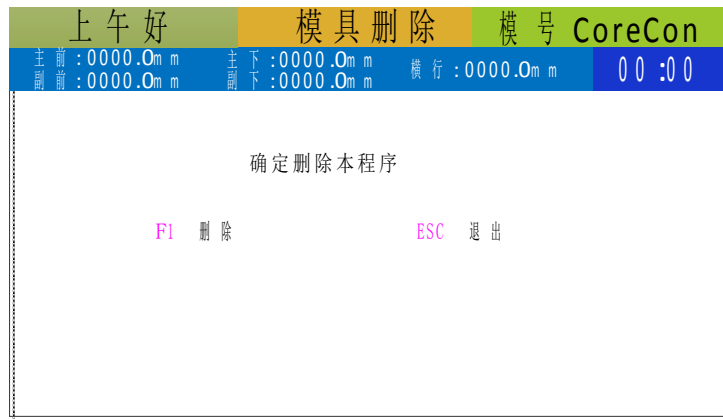 上午好 模具删除 模号 CoreCon
主前:0000.0mm 主下:0000.0mm 横行:0000.0mm 00:00
副前:0000.0mm 副下:0000.0mm
确定删除本程序
F1 删除 ESC 退出